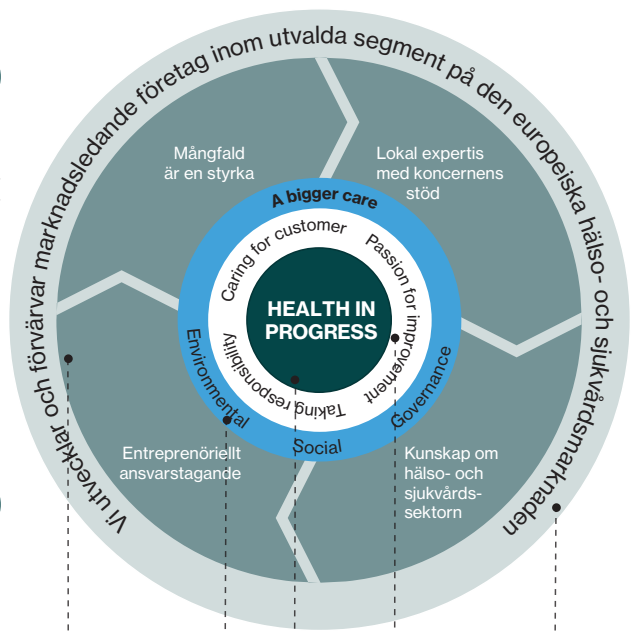 Vi utvecklar och förvärvar marknadsledande företag inom utvalda segment på den europeiska hälso- och sjukvårdsmarknaden
Mångfald
är en styrka
Lokal expertis
med koncernens
stöd
A bigger care
Caring for customer
Passion for improvement
HEALTH IN
PROGRESS
Taking responsibility
Environmental
Social
Governance
Entreprenöriellt
ansvarstagande
Kunskap om
hälso- och
sjukvårds-
sektorn